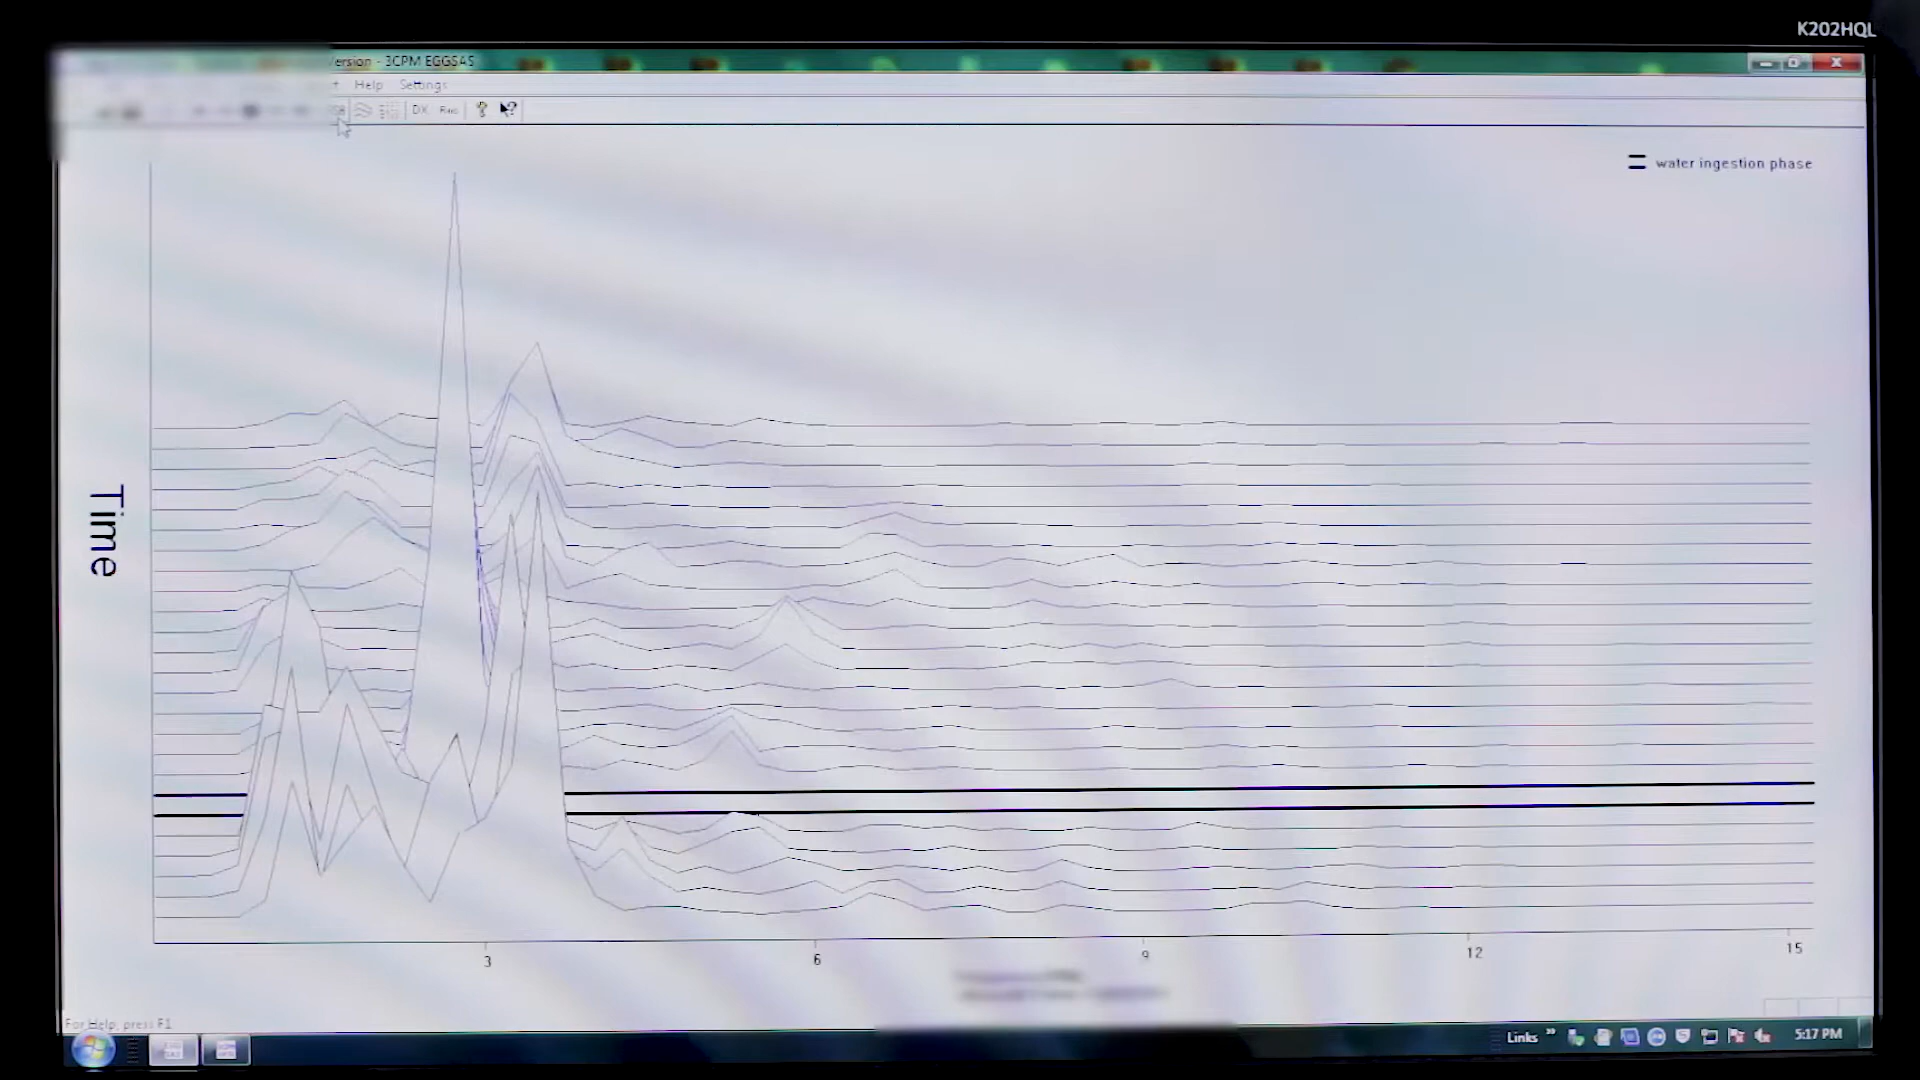 K202HQL
ersion - 3CPM EGGSAS
Help Settings
DX
water ingestion phase
Time
3 6 9 12 15
For Help, press F1
Links
5:17 PM